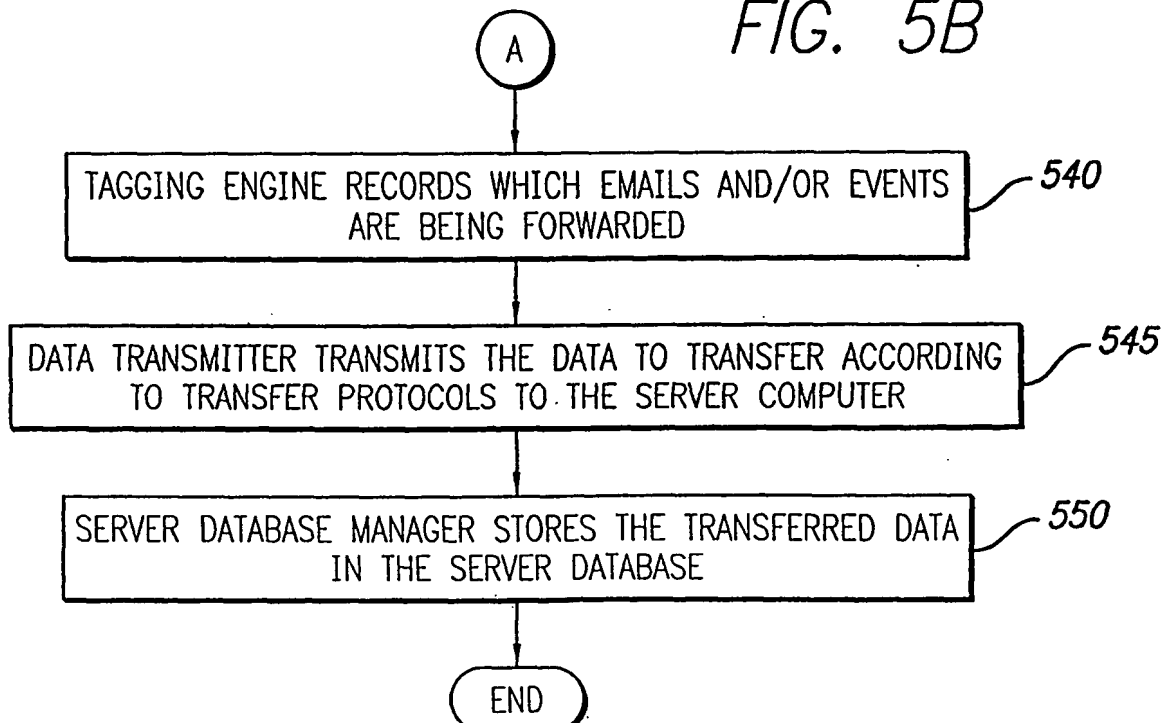 FIG. 5B
A
TAGGING ENGINE RECORDS WHICH EMAILS AND/OR EVENTS
ARE BEING FORWARDED
540
DATA TRANSMITTER TRANSMITS THE DATA TO TRANSFER ACCORDING
TO TRANSFER PROTOCOLS TO THE SERVER COMPUTER
545
SERVER DATABASE MANAGER STORES THE TRANSFERRED DATA
IN THE SERVER DATABASE
550
END